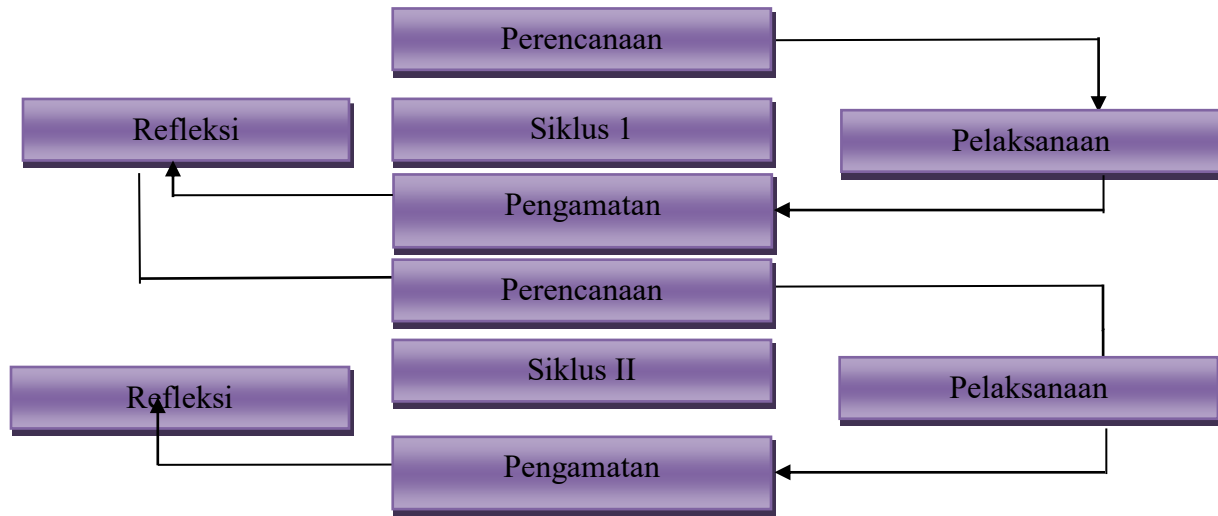 Perencanaan
Refleksi
Siklus 1
Pelaksanaan
Pengamatan
Perencanaan
Refleksi
Siklus II
Pelaksanaan
Pengamatan